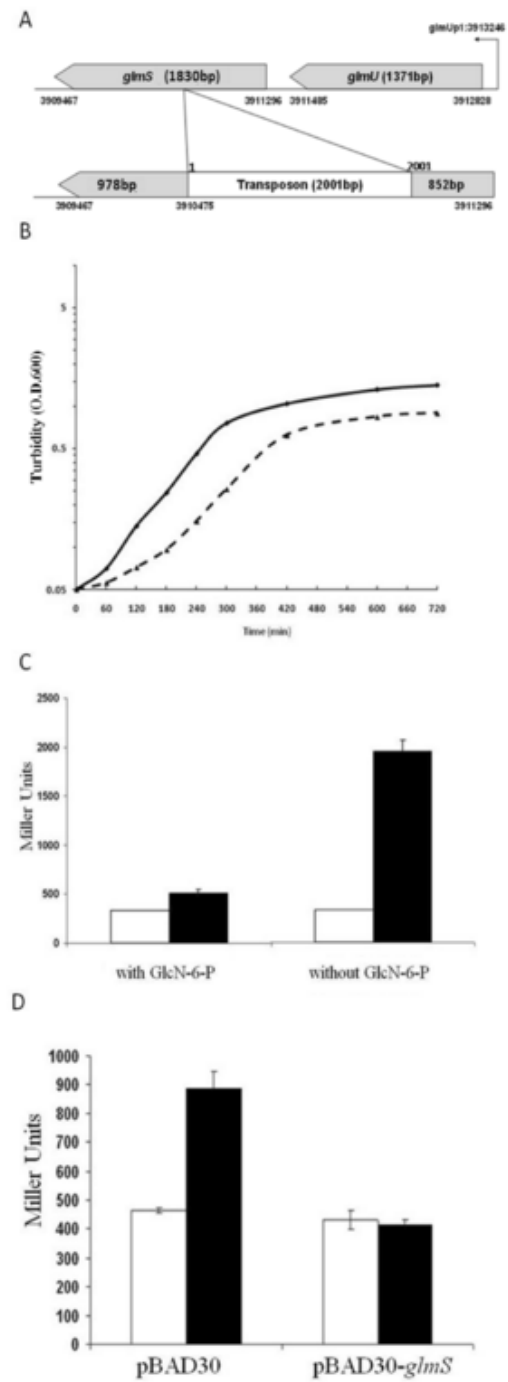 A
glmUp1:3913246
glmS (1830bp)
glmU (1371bp)
3909467
3911296
3911485
3912828
1
2001
978bp
Transposon (2001bp)
852bp
3909467
3910475
3911296
B
Turbidity (O.D.600)
5
0.5
0.05
0 60 120 180 240 300 360 420 480 540 600 660 720
Time (min)
C
Miller Units
2500
2000
1500
1000
500
0
with GlcN-6-P
without GlcN-6-P
D
Miller Units
1000
900
800
700
600
500
400
300
200
100
0
pBAD30
pBAD30-glmS